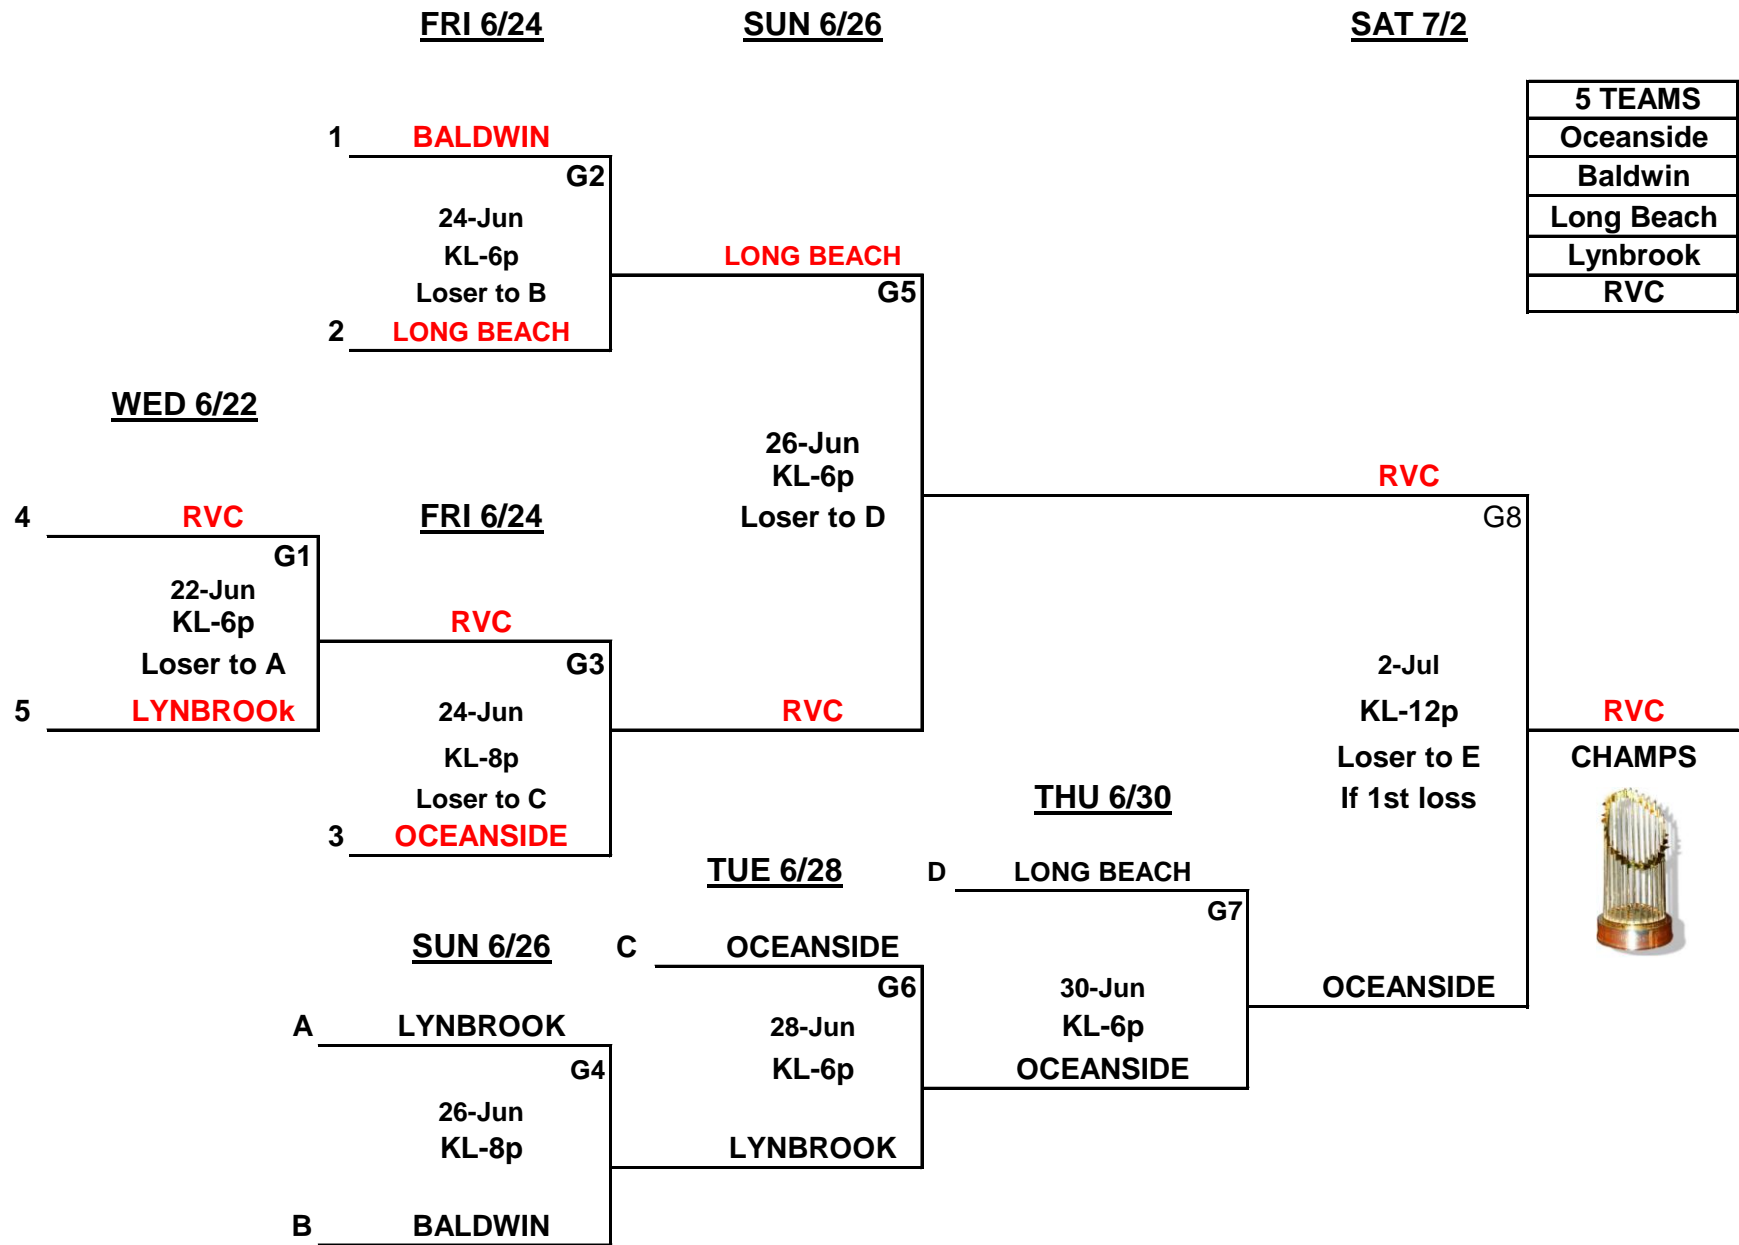 FRI 6/24 SUN 6/26 SAT 7/2
5 TEAMS
Oceanside
Baldwin
Long Beach
Lynbrook
RVC
1 BALDWIN
G2
24-Jun
KL-6p
Loser to B
2 LONG BEACH
LONG BEACH
G5
26-Jun
KL-6p
Loser to D
WED 6/22
4 RVC
G1
22-Jun
KL-6p
Loser to A
5 LYNBROOk
FRI 6/24
RVC
G3
24-Jun
KL-8p
Loser to C
3 OCEANSIDE
RVC
RVC
G8
2-Jul
KL-12p
Loser to E
If 1st loss
RVC
CHAMPS
THU 6/30
D LONG BEACH
G7
30-Jun
KL-6p
OCEANSIDE
OCEANSIDE
TUE 6/28
C OCEANSIDE
G6
28-Jun
KL-6p
LYNBROOK
SUN 6/26
A LYNBROOK
G4
26-Jun
KL-8p
B BALDWIN